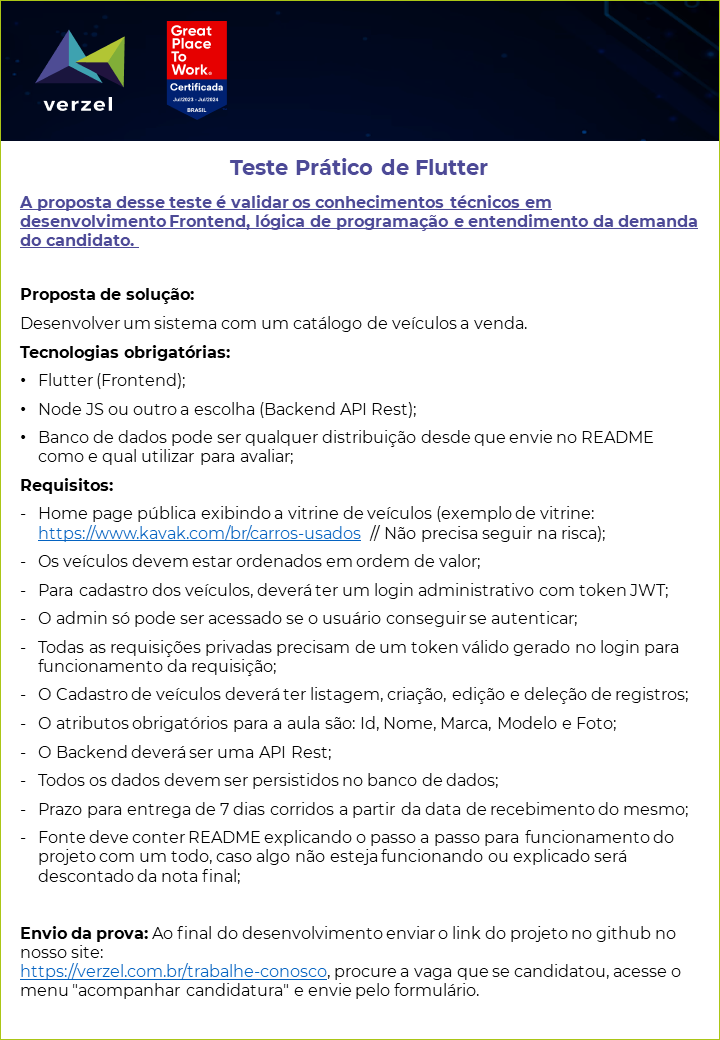 verzel
Great
Place
To
Work.
Certificada
Jul/2023 - Jul/2024
BRASIL
Teste Prático de Flutter
A proposta desse teste é validar os conhecimentos técnicos em
desenvolvimento Frontend, lógica de programação e entendimento da demanda
do candidato.
Proposta de solução:
Desenvolver um sistema com um catálogo de veículos a venda.
Tecnologias obrigatórias:
• Flutter (Frontend);
• Node JS ou outro a escolha (Backend API Rest);
• Banco de dados pode ser qualquer distribuição desde que envie no README
como e qual utilizar para avaliar;
Requisitos:
- Home page pública exibindo a vitrine de veículos (exemplo de vitrine:
https://www.kavak.com/br/carros-usados // Não precisa seguir na risca);
- Os veículos devem estar ordenados em ordem de valor;
- Para cadastro dos veículos, deverá ter um login administrativo com token JWT;
- O admin só pode ser acessado se o usuário conseguir se autenticar;
- Todas as requisições privadas precisam de um token válido gerado no login para
funcionamento da requisição;
- O Cadastro de veículos deverá ter listagem, criação, edição e deleção de registros;
- O atributos obrigatórios para a aula são: Id, Nome, Marca, Modelo e Foto;
- O Backend deverá ser uma API Rest;
- Todos os dados devem ser persistidos no banco de dados;
- Prazo para entrega de 7 dias corridos a partir da data de recebimento do mesmo;
- Fonte deve conter README explicando o passo a passo para funcionamento do
projeto com um todo, caso algo não esteja funcionando ou explicado será
descontado da nota final;
Envio da prova: Ao final do desenvolvimento enviar o link do projeto no github no
nosso site:
https://verzel.com.br/trabalhe-conosco, procure a vaga que se candidatou, acesse o
menu "acompanhar candidatura" e envie pelo formulário.